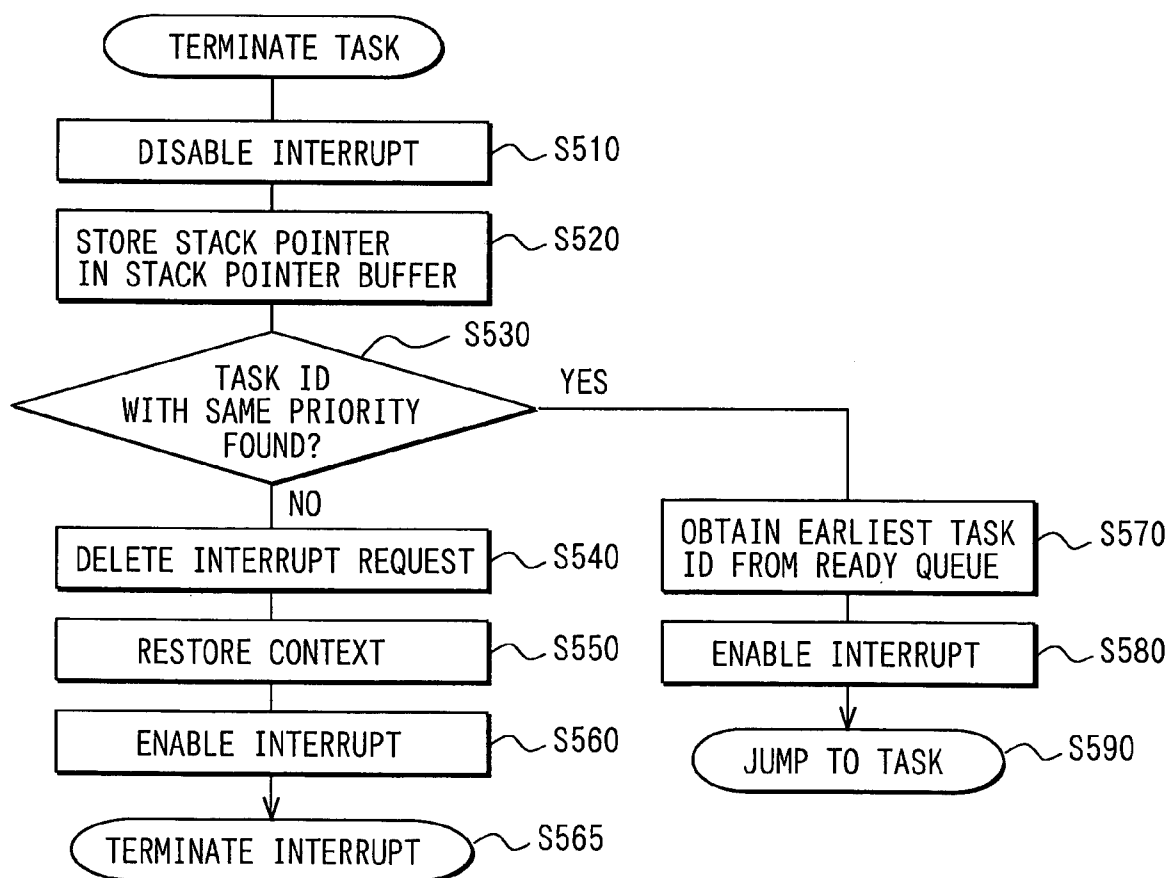 TERMINATE TASK
DISABLE INTERRUPT
S510
STORE STACK POINTER
IN STACK POINTER BUFFER
S520
S530
TASK ID
WITH SAME PRIORITY
FOUND?
YES
NO
DELETE INTERRUPT REQUEST
S540
RESTORE CONTEXT
S550
ENABLE INTERRUPT
S560
TERMINATE INTERRUPT
S565
OBTAIN EARLIEST TASK
ID FROM READY QUEUE
S570
ENABLE INTERRUPT
S580
JUMP TO TASK
S590